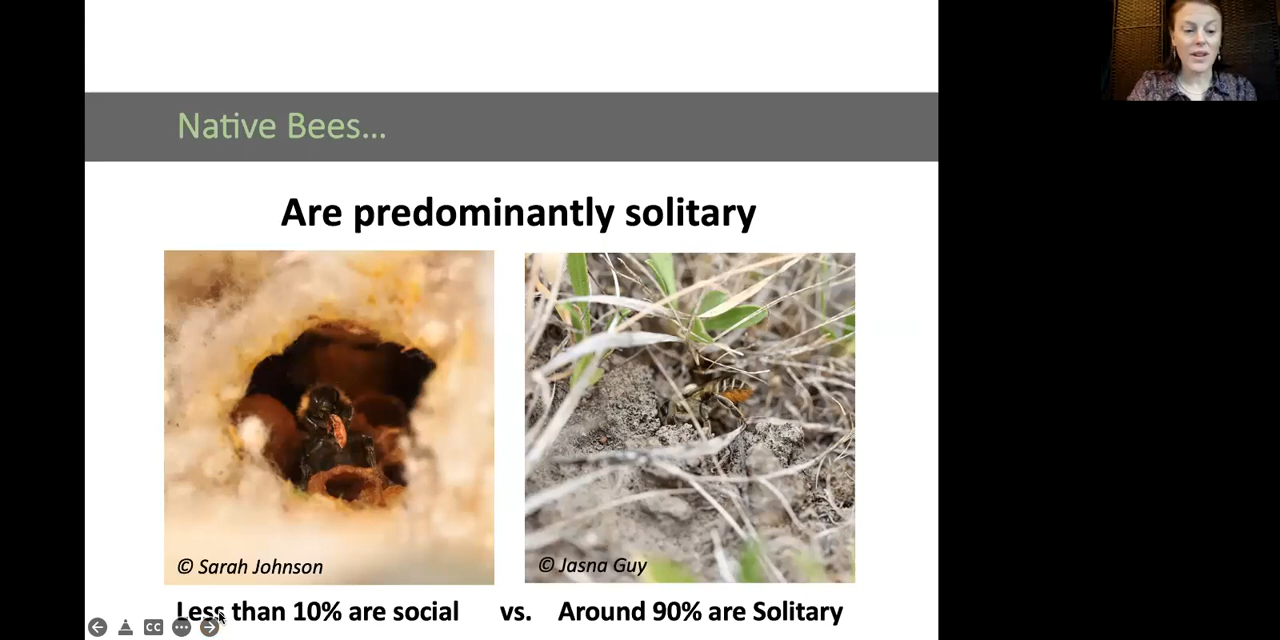 Native Bees...
Are predominantly solitary
© Sarah Johnson
© Jasna Guy
Less than 10% are social vs. Around 90% are Solitary
CC